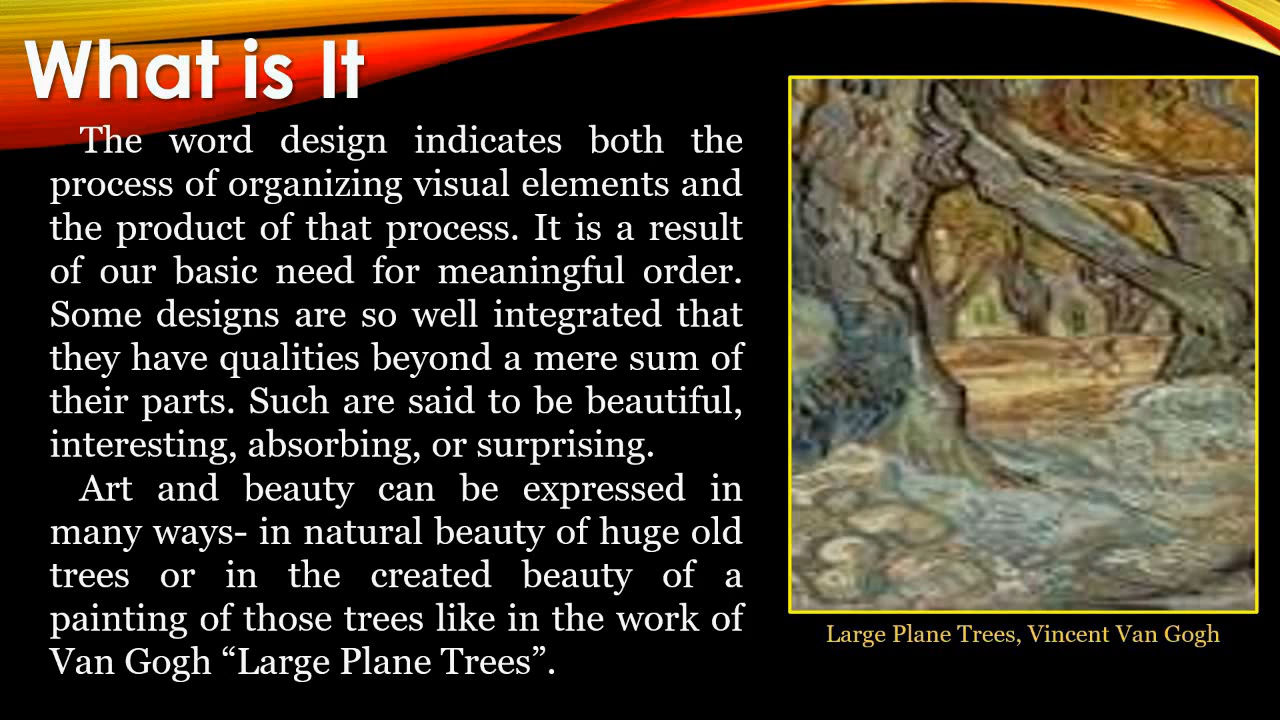 What is It
The word design indicates both the
process of organizing visual elements and
the product of that process. It is a result
of our basic need for meaningful order.
Some designs are so well integrated that
they have qualities beyond a mere sum of
their parts. Such are said to be beautiful,
interesting, absorbing, or surprising.
Art and beauty can be expressed in
many ways- in natural beauty of huge old
trees or in the created beauty of a
painting of those trees like in the work of
Van Gogh “Large Plane Trees”.
Large Plane Trees, Vincent Van Gogh